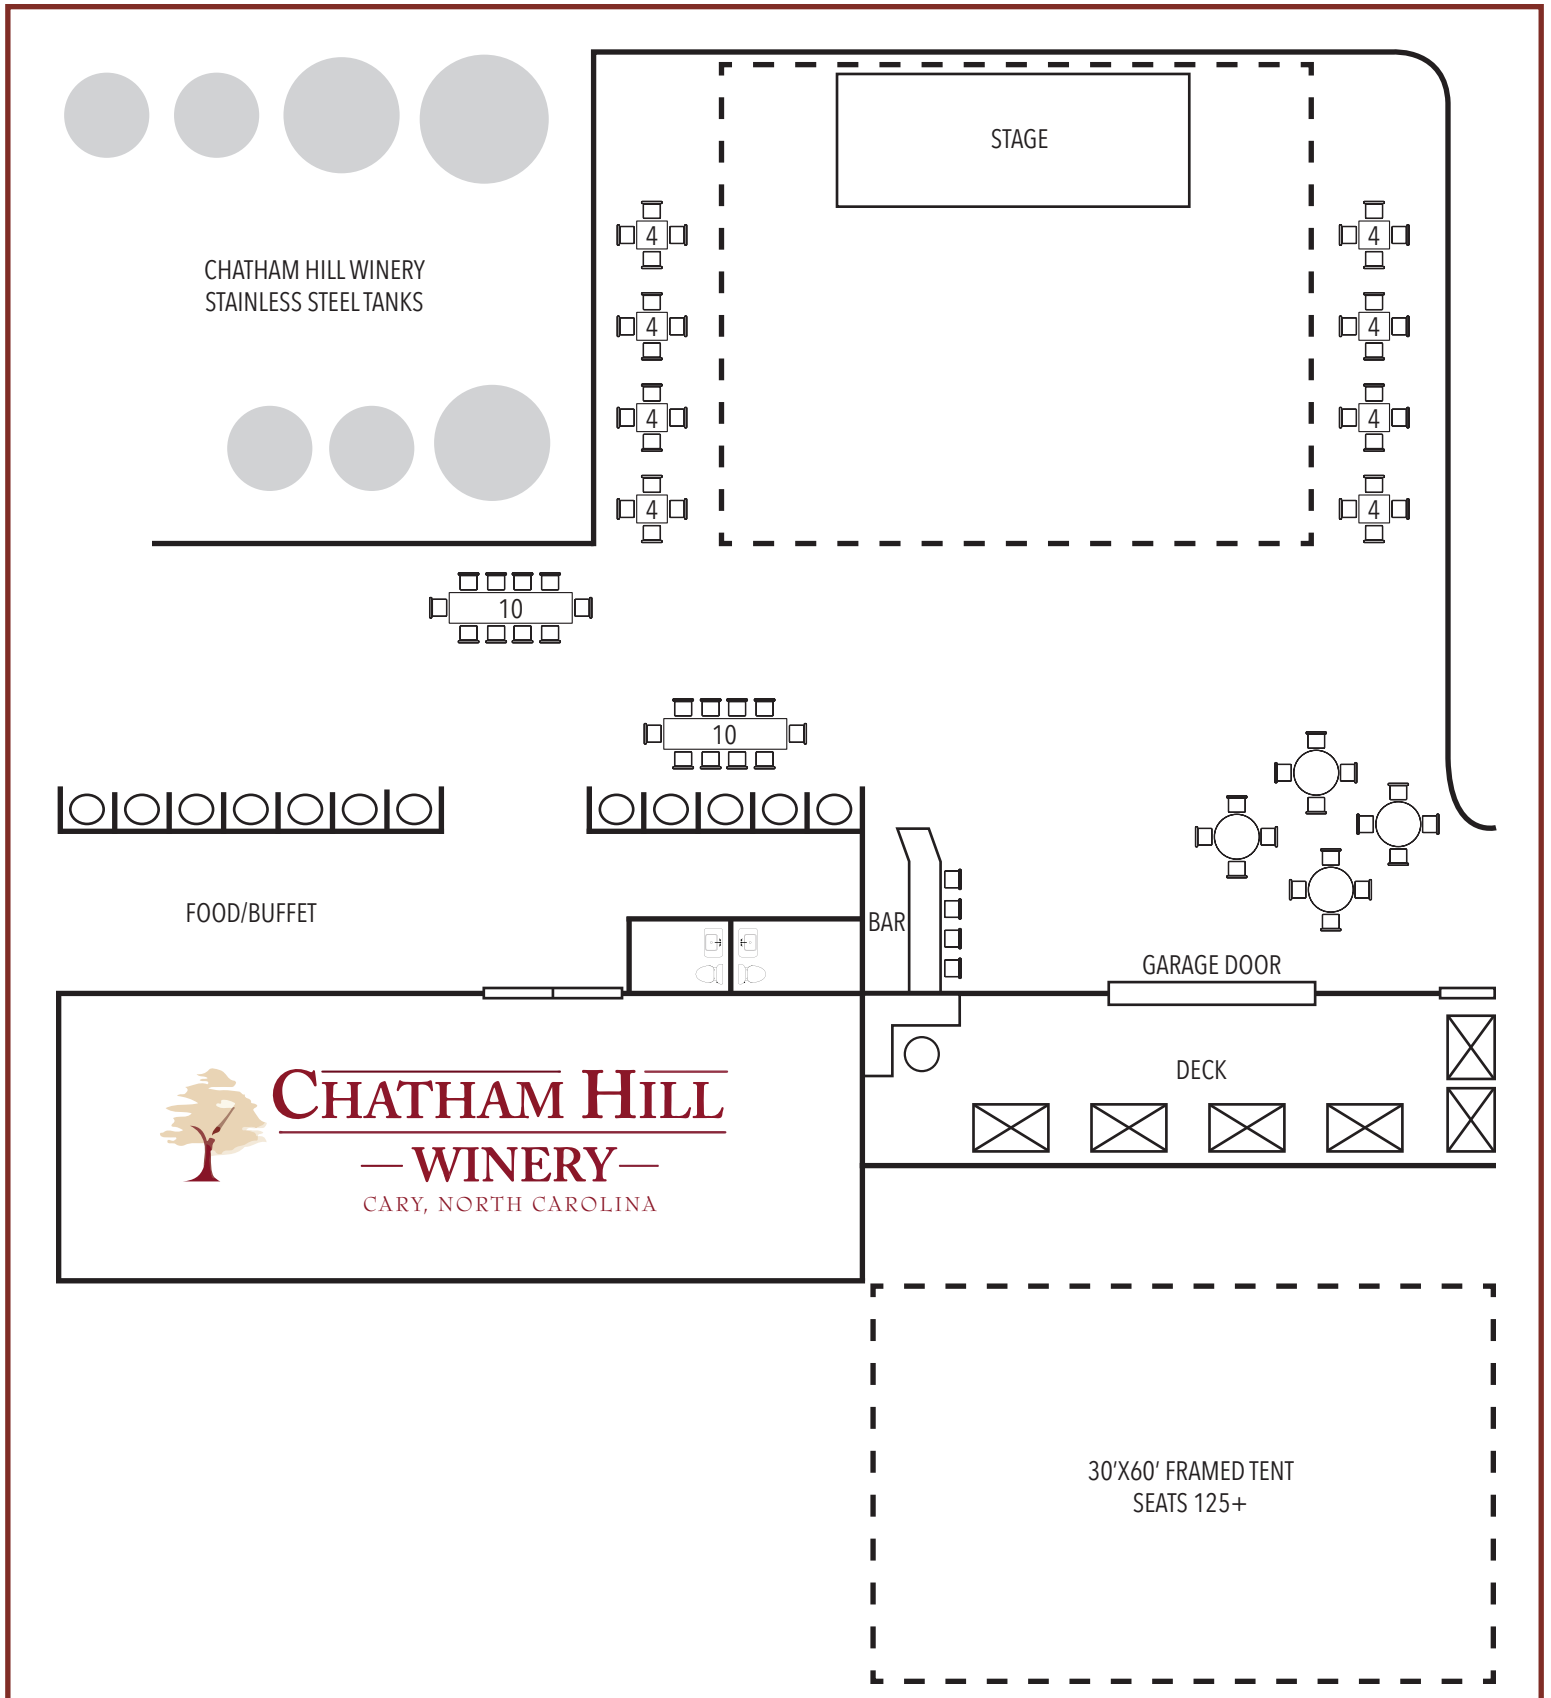 STAGE
4
4
CHATHAM HILL WINERY
STAINLESS STEEL TANKS
4
4
4
4
4
4
10
10
FOOD/BUFFET
BAR
GARAGE DOOR
DECK
CHATHAM HILL
WINERY
CARY, NORTH CAROLINA
30'X60' FRAMED TENT
SEATS 125+